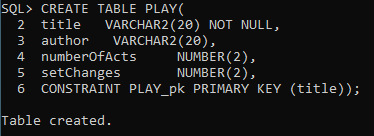 SQL> CREATE TABLE PLAY(
2 title VARCHAR2(20) NOT NULL,
3 author VARCHAR2(20),
4 numberOfActs NUMBER(2),
5 setChanges NUMBER(2),
6 CONSTRAINT PLAY_pk PRIMARY KEY (title));
Table created.